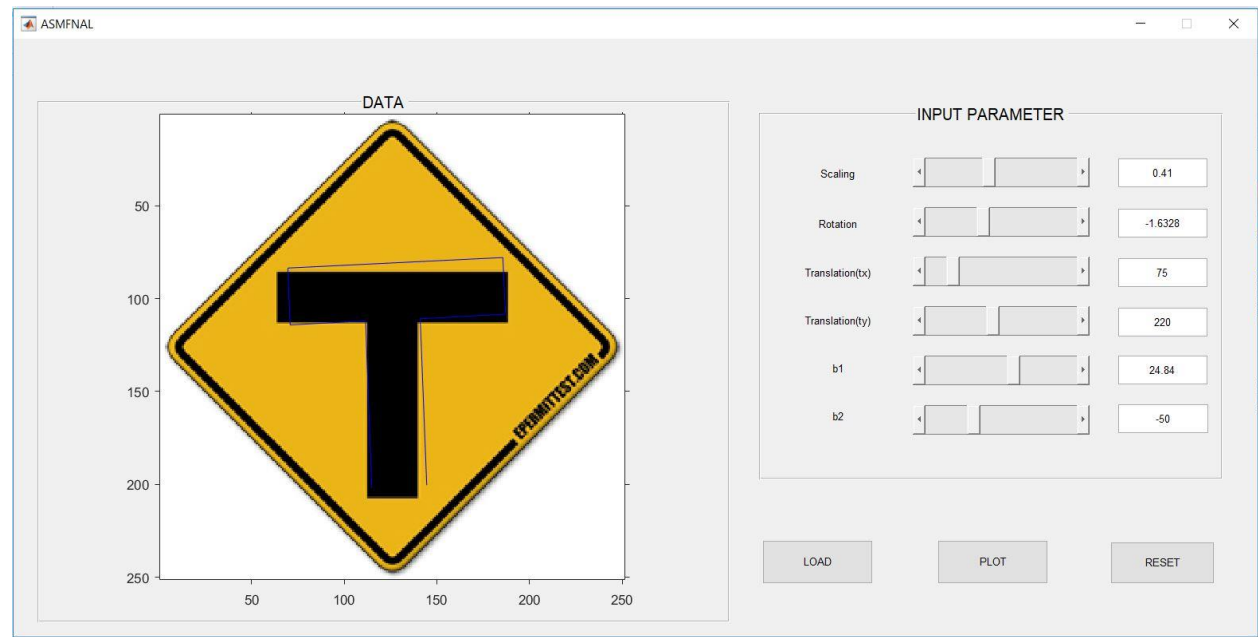 ASMFNAL
DATA
50
100
150
200
250
50
100
150
200
250
EPERMITTEST.COM
INPUT PARAMETER
Scaling
0.41
Rotation
-1.6328
Translation(tx)
75
Translation(ty)
220
b1
24.84
b2
-50
LOAD
PLOT
RESET